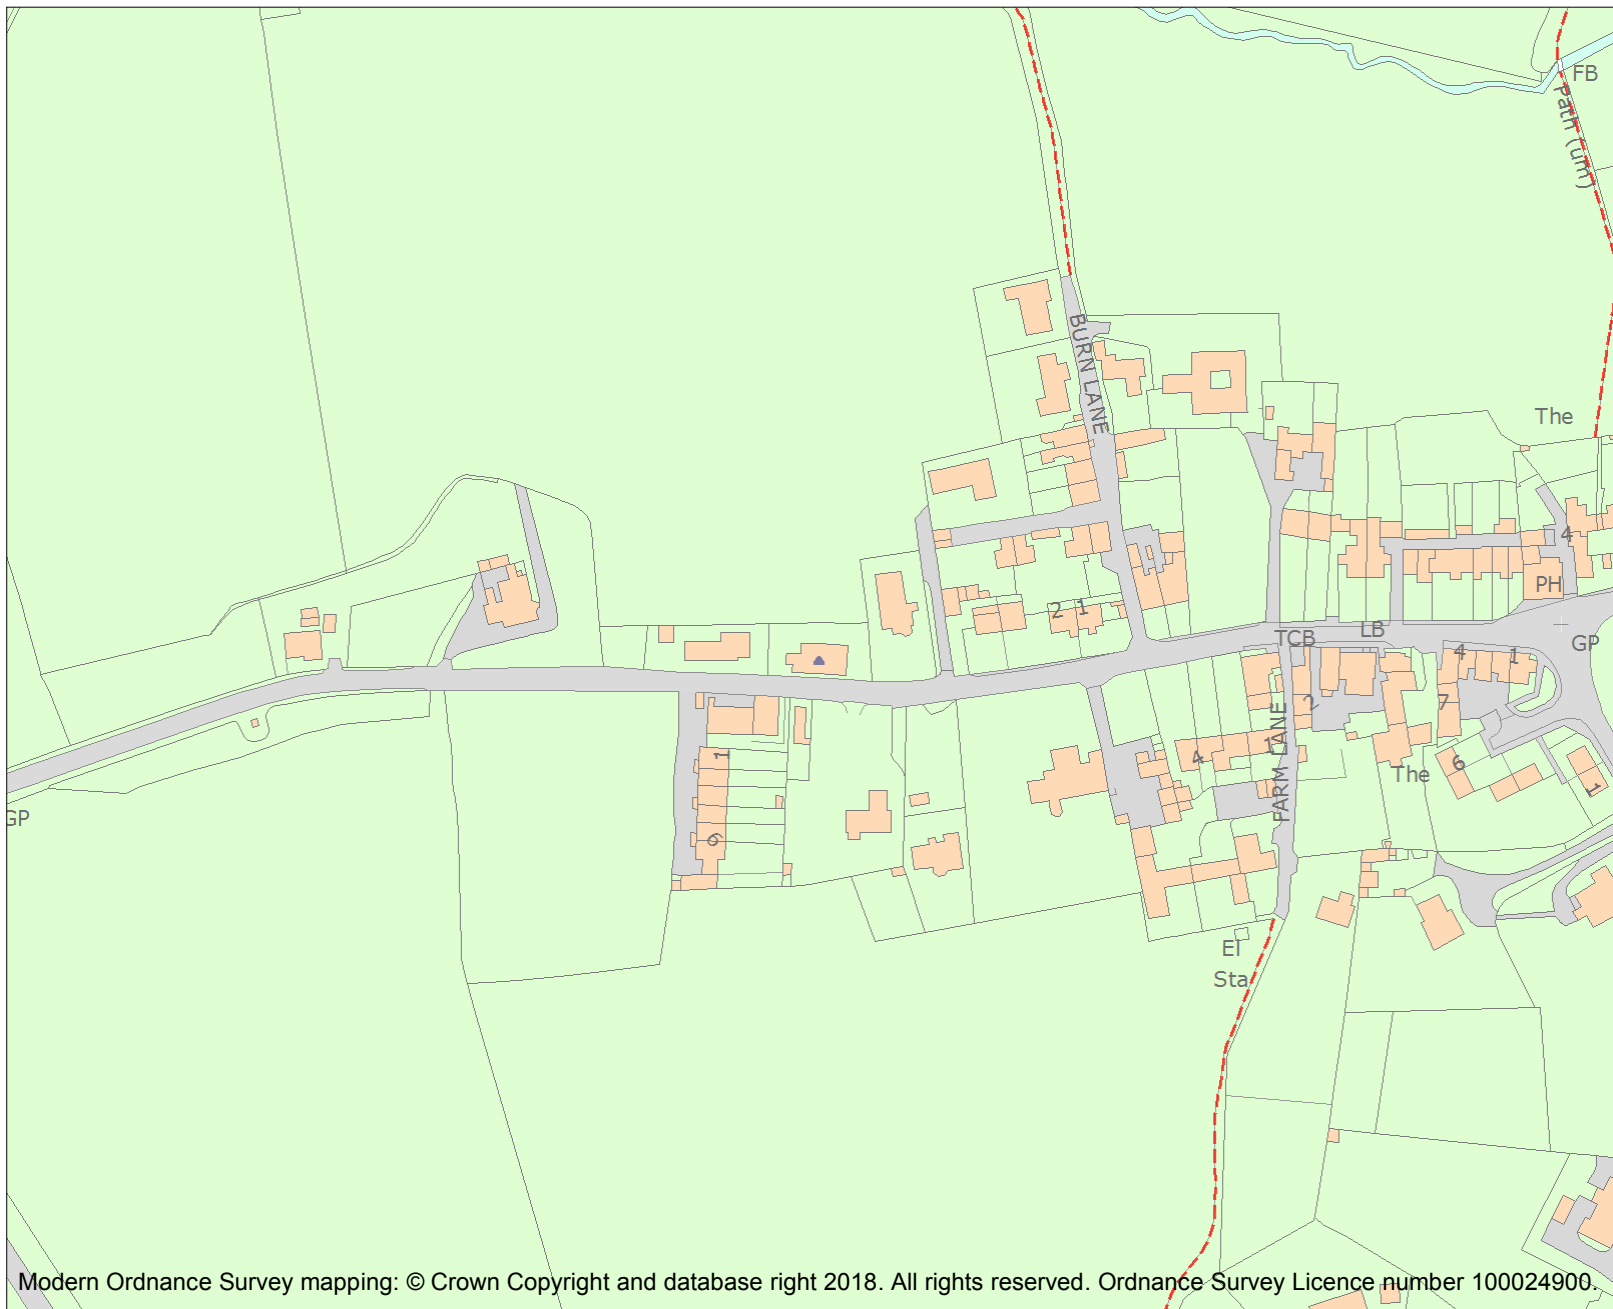 FB
Path (um)
BURN LANE
The
4
PH
2
1
TCB
LB
GP
4
1
2
7
FARM LANE
1
4
1
6
The
1
GP
6
El
Sta
Modern Ordnance Survey mapping: © Crown Copyright and database right 2018. All rights reserved. Ordnance Survey Licence number 100024900.